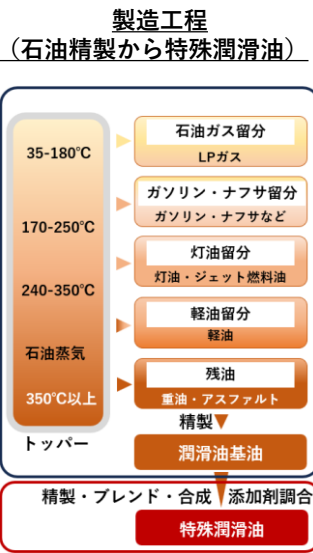 製造工程
（石油精製から特殊潤滑油）
35-180℃
石油ガス留分
LPガス
ガソリン・ナフサ留分
ガソリン・ナフサなど
170-250℃
灯油留分
灯油・ジェット燃料油
240-350℃
軽油留分
軽油
石油蒸気
残油
350℃以上
重油・アスファルト
トッパー
精製
潤滑油基油
精製・ブレンド・合成
添加剤調合
特殊潤滑油